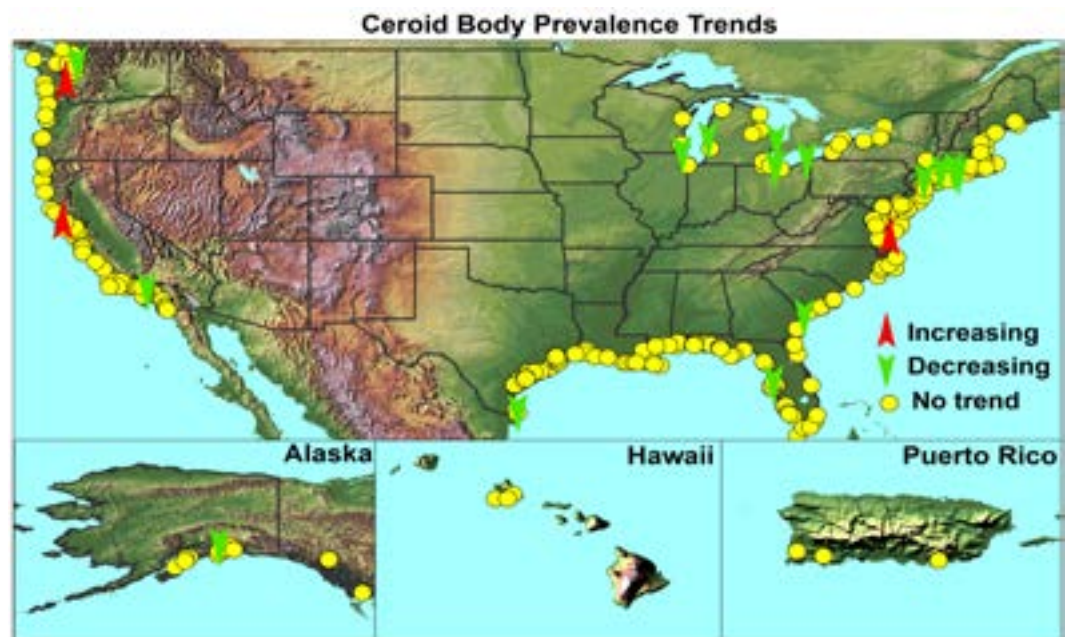 Ceroid Body Prevalence Trends
Increasing
Decreasing
No trend
Alaska
Hawaii
Puerto Rico